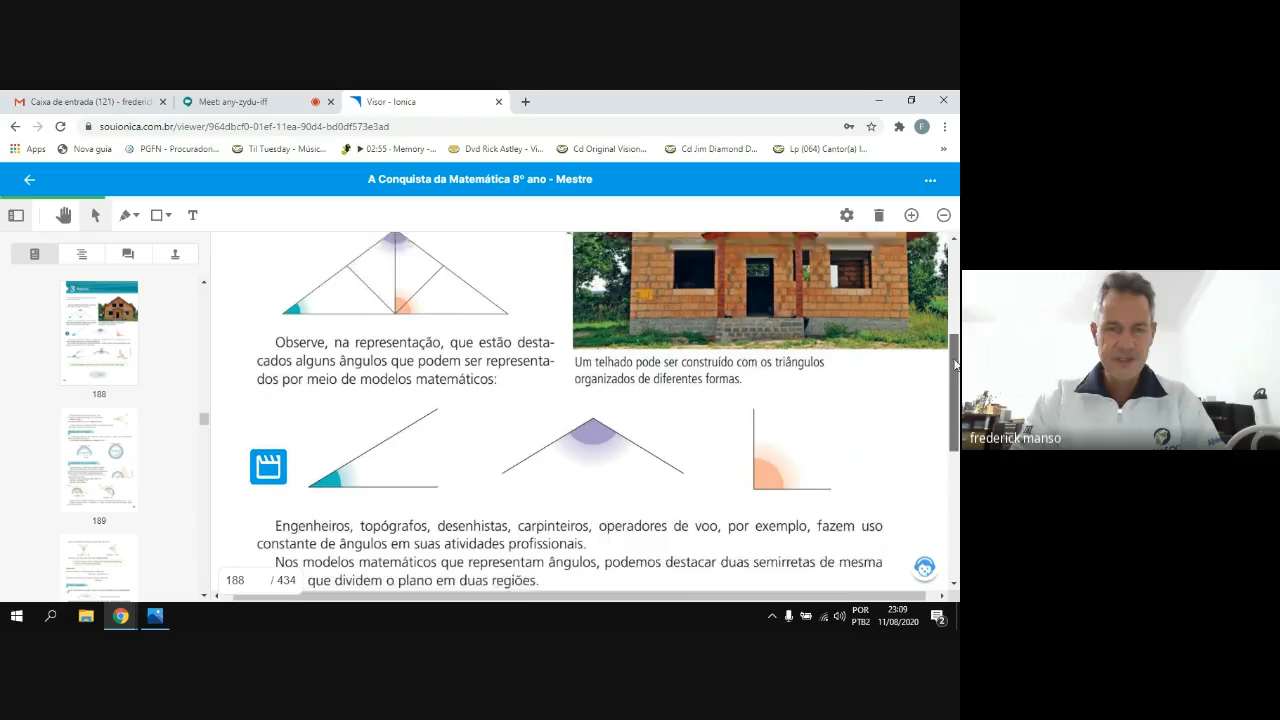 Caixa de entrada (121) - frederic
Meet: any-zydu-iff
Visor - Ionica
souionica.com.br/viewer/964dbcf0-01ef-11ea-90d4-bd0df573e3ad
F
Apps
Nova guia
PGFN - Procuradori...
Til Tuesday - Músic...
02:55 - Memory -...
Dvd Rick Astley - Vi...
Cd Original Vision...
Cd Jim Diamond D...
Lp (064) Cantor(a) I...
»
A Conquista da Matemática 8º ano - Mestre
T
188
189
Observe, na representação, que estão desta-
cados alguns ângulos que podem ser representa-
dos por meio de modelos matemáticos:
Um telhado pode ser construído com os triângulos
organizados de diferentes formas.
Engenheiros, topógrafos, desenhistas, carpinteiros, operadores de voo, por exemplo, fazem uso
constante de ângulos em suas atividades profissionais.
Nos modelos matemáticos que representam ângulos, podemos destacar duas semirretas de mesma
que dividem o plano em duas regiões.
188 / 434
frederick manso
POR
PTB2
23:09
11/08/2020
2